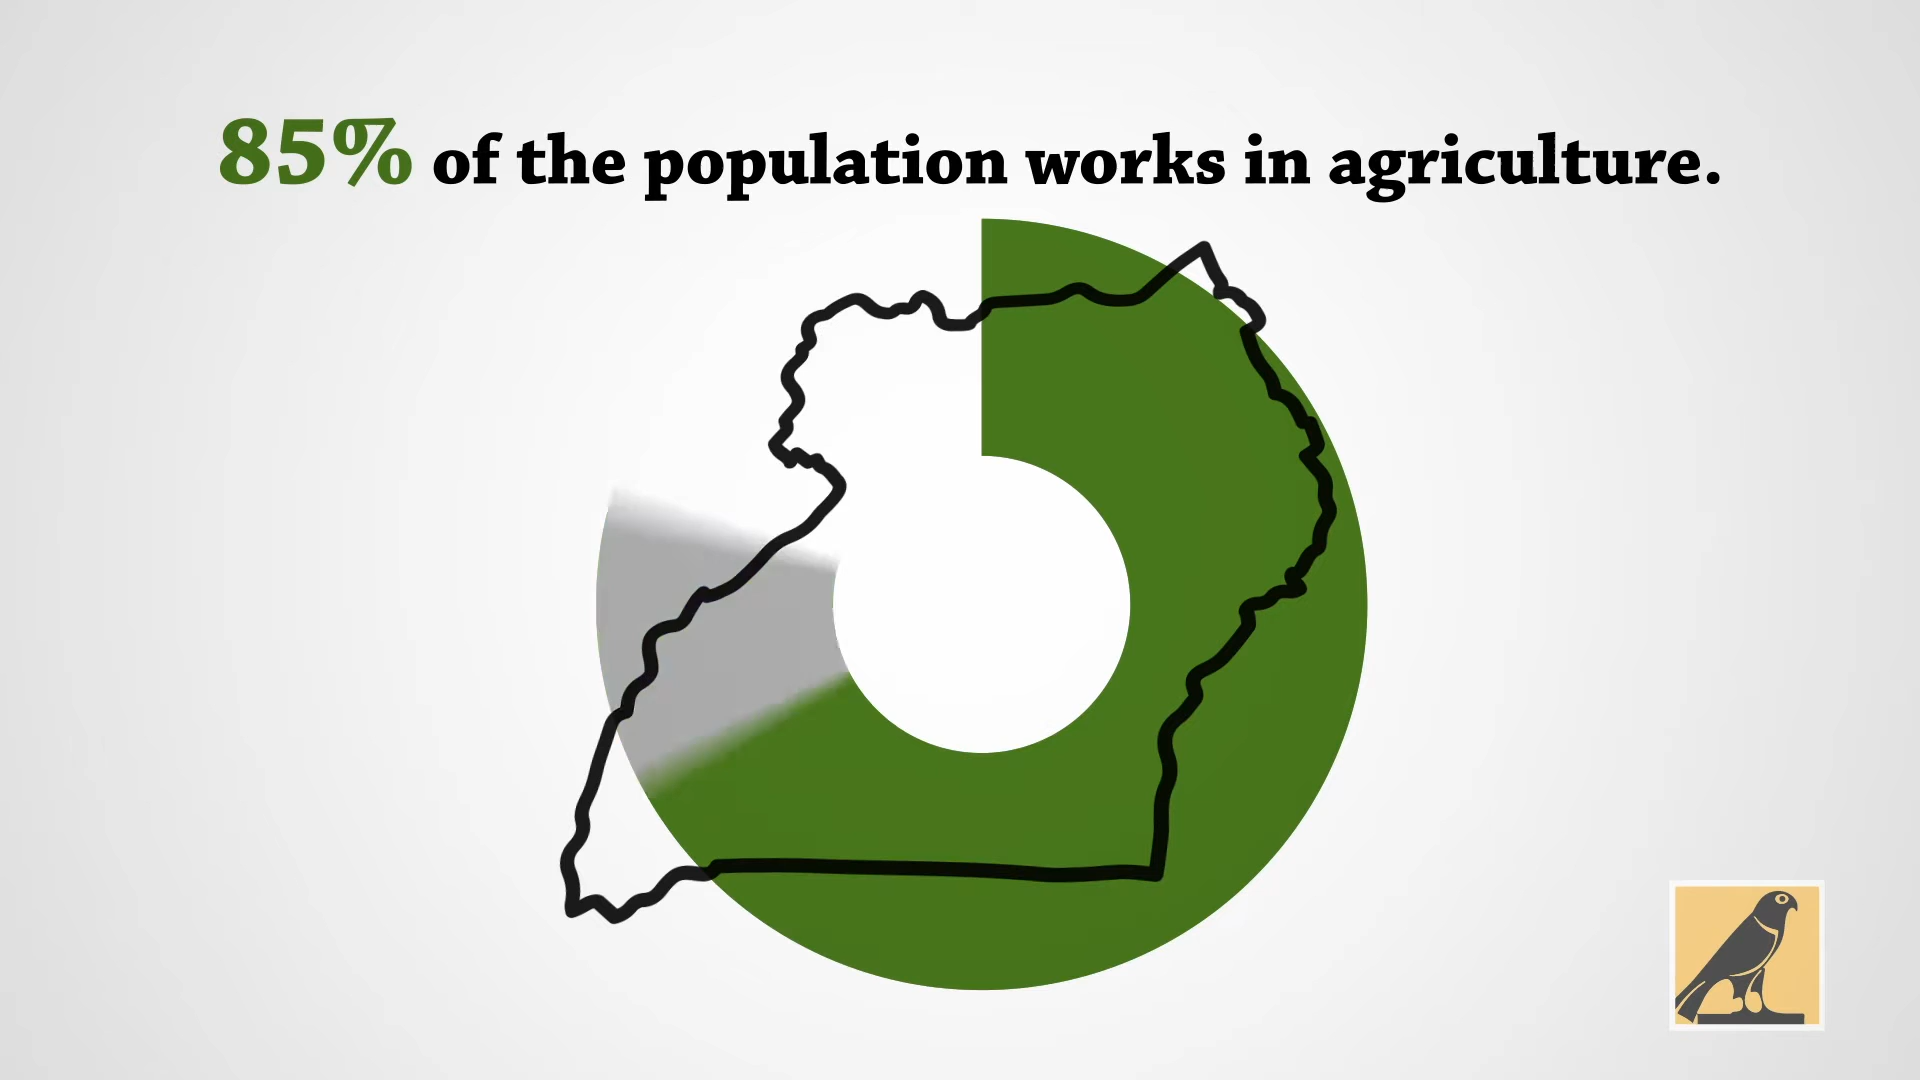 85% of the population works in agriculture.